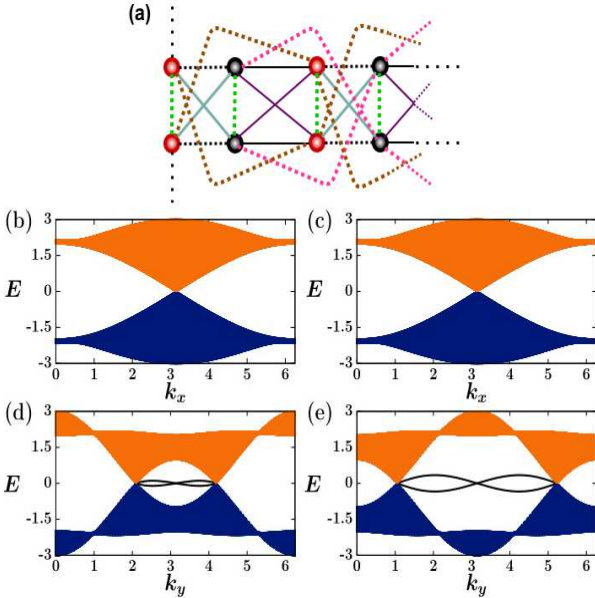 (a)
(b) (c)
3 3
1.5 1.5
E 0 E 0
-1.5 -1.5
-3 -3
0 1 2 3 4 5 6 0 1 2 3 4 5 6
k_x k_x
(d) (e)
3 3
1.5 1.5
E 0 E 0
-1.5 -1.5
-3 -3
0 1 2 3 4 5 6 0 1 2 3 4 5 6
k_y k_y